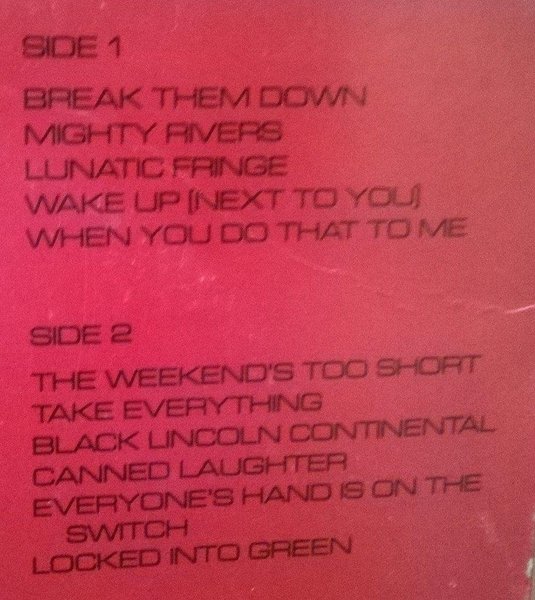 SIDE 1
BREAK THEM DOWN
MIGHTY RIVERS
LUNATIC FRINGE
WAKE UP (NEXT TO YOU)
WHEN YOU DO THAT TO ME
SIDE 2
THE WEEKEND'S TOO SHORT
TAKE EVERYTHING
BLACK LINCOLN CONTINENTAL
CANNED LAUGHTER
EVERYONE'S HAND IS ON THE
SWITCH
LOCKED INTO GREEN